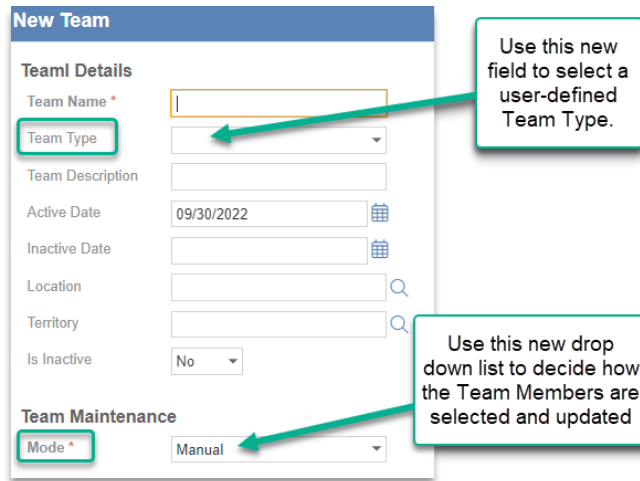 New Team
Teaml Details
Team Name *
Team Type
Team Description
Active Date 09/30/2022
Inactive Date
Location
Territory
Is Inactive No
Team Maintenance
Mode * Manual
Use this new
field to select a
user-defined
Team Type.
Use this new drop
down list to decide how
the Team Members are
selected and updated